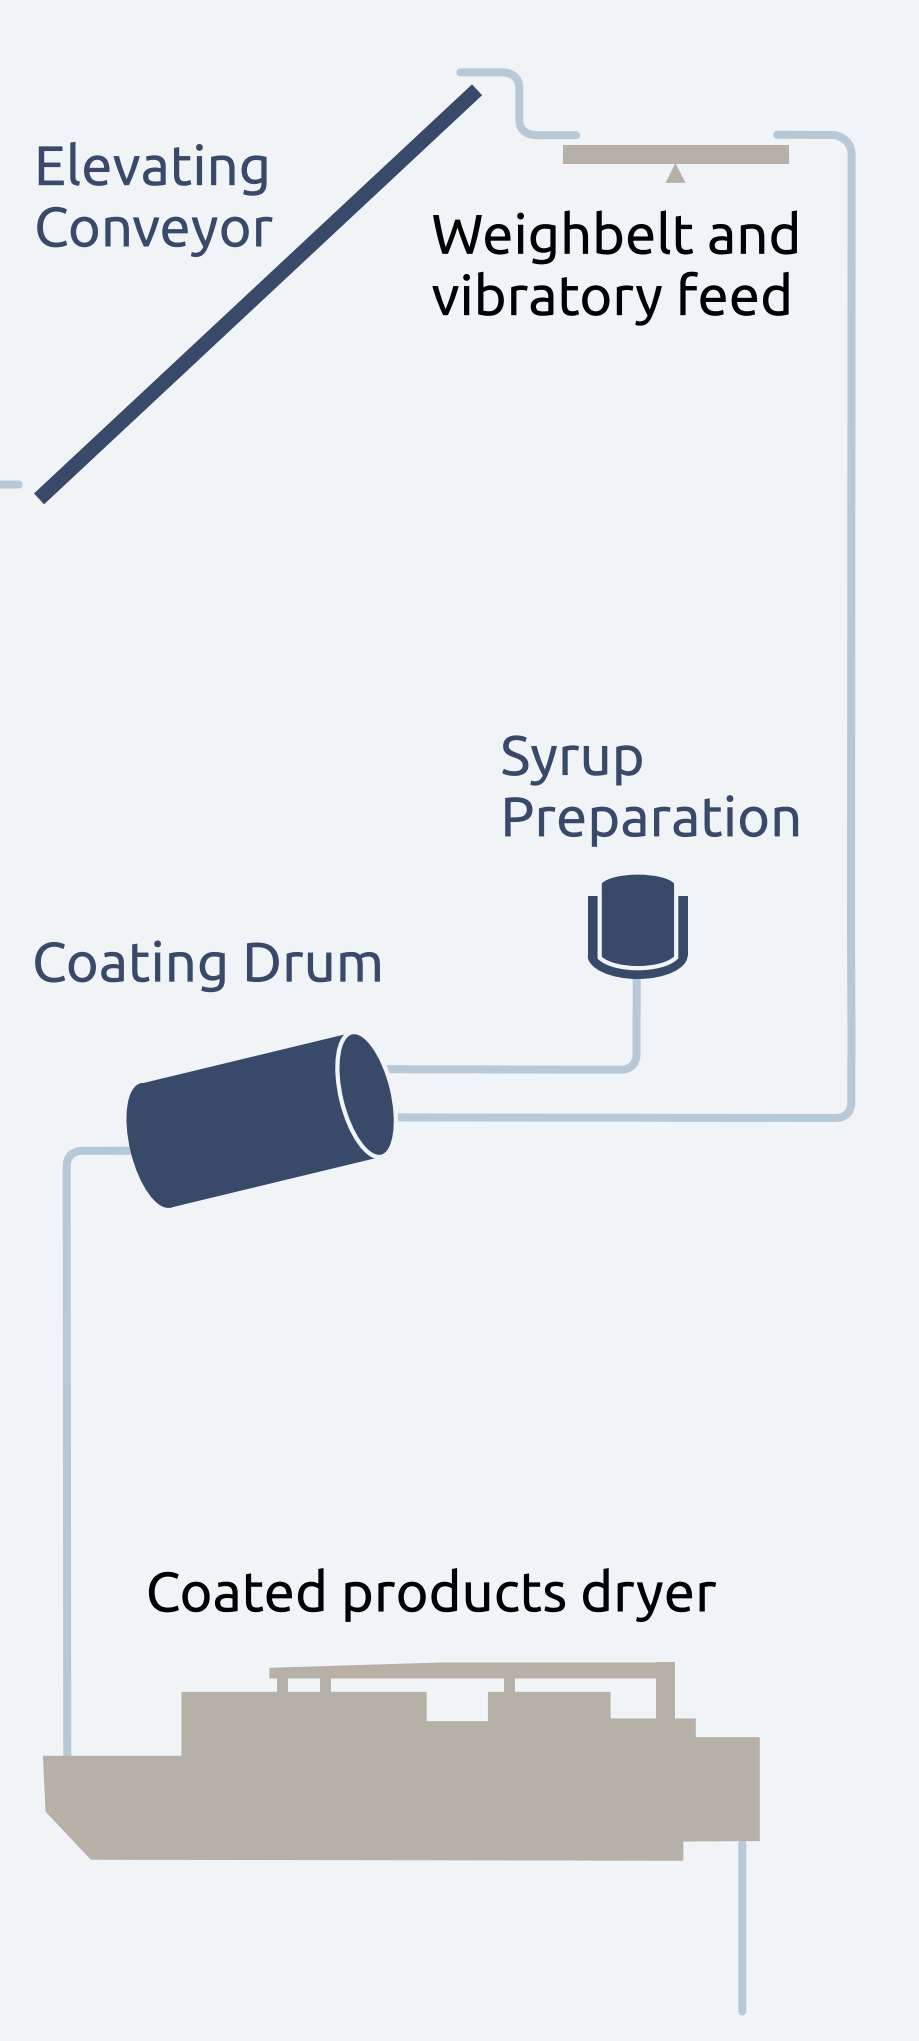 Elevating
Conveyor
Weighbelt and
vibratory feed
Syrup
Preparation
Coating Drum
Coated products dryer